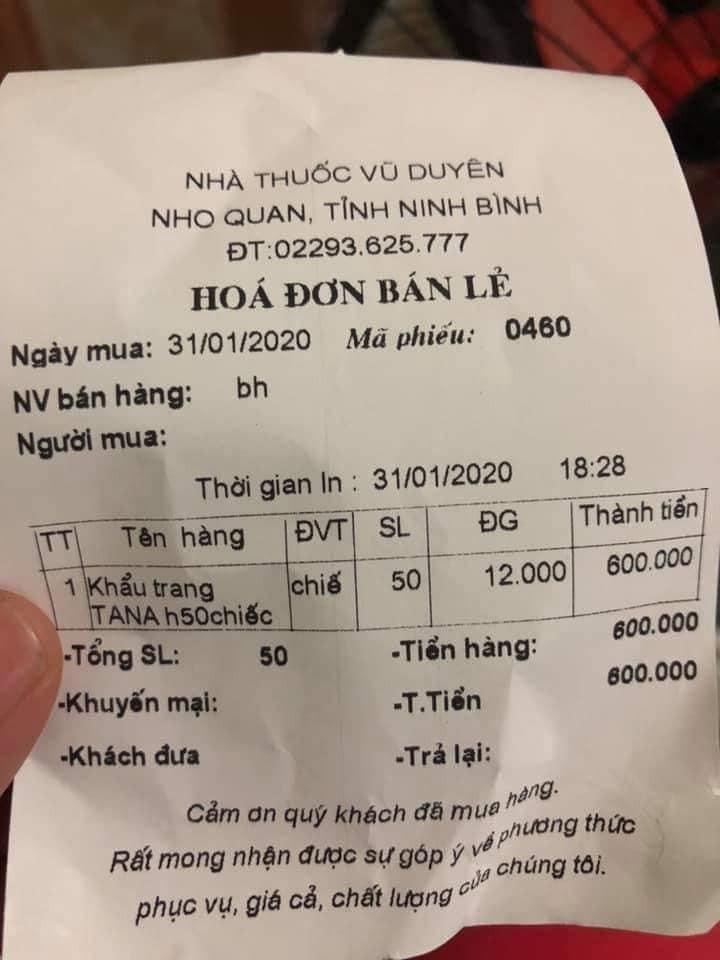 NHÀ THUỐC VŨ DUYÊN
NHO QUAN, TỈNH NINH BÌNH
ĐT:02293.625.777
HOÁ ĐƠN BÁN LẺ
Ngày mua: 31/01/2020 Mã phiếu: 0460
NV bán hàng: bh
Người mua:
Thời gian In : 31/01/2020 18:28
TT Tên hàng ĐVT SL ĐG Thành tiền
1 Khẩu trang chiế 50 12.000 600.000
TANA h50chiếc
-Tổng SL: 50 -Tiền hàng: 600.000
-Khuyến mại: -T.Tiền 600.000
-Khách đưa -Trả lại:
Cảm ơn quý khách đã mua hàng.
Rất mong nhận được sự góp ý về phương thức
phục vụ, giá cả, chất lượng của chúng tôi.